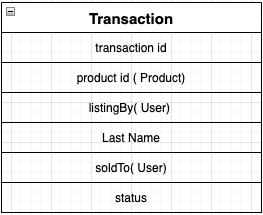 Transaction
transaction id
product id ( Product)
listingBy( User)
Last Name
soldTo( User)
status